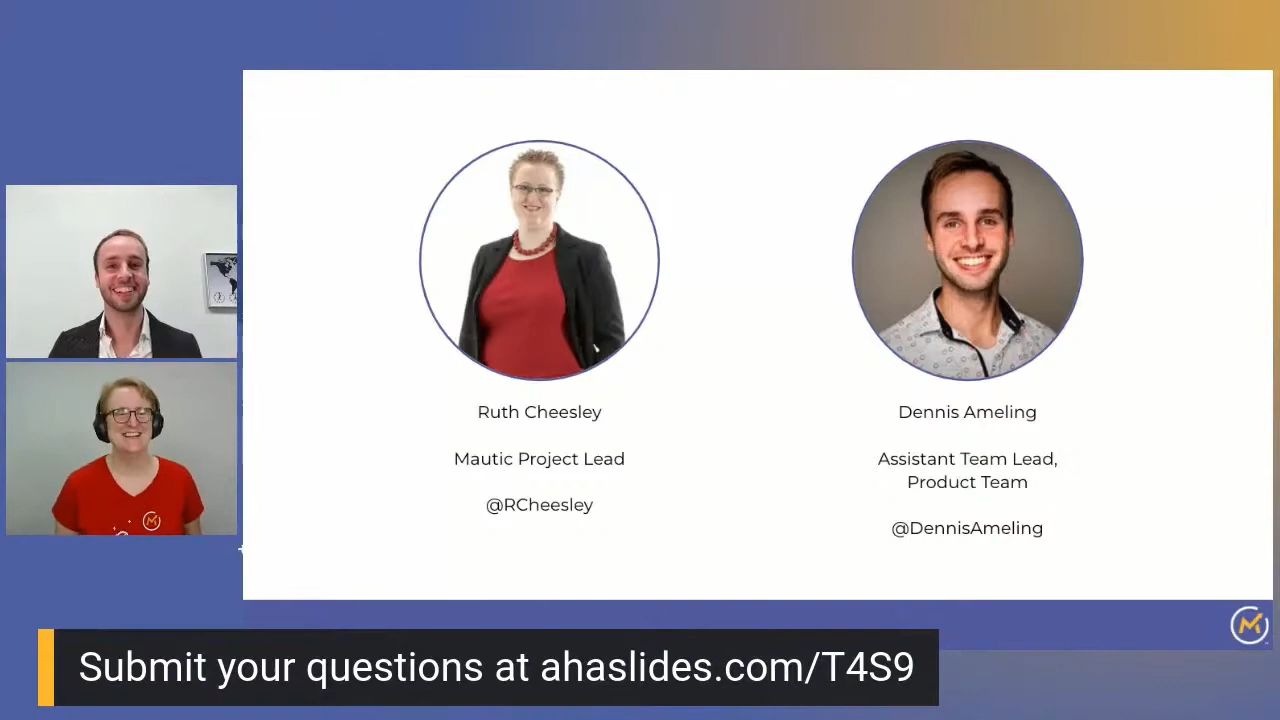 Ruth Cheesley
Mautic Project Lead
@RCheesley
Dennis Ameling
Assistant Team Lead,
Product Team
@DennisAmeling
Submit your questions at ahaslides.com/T4S9